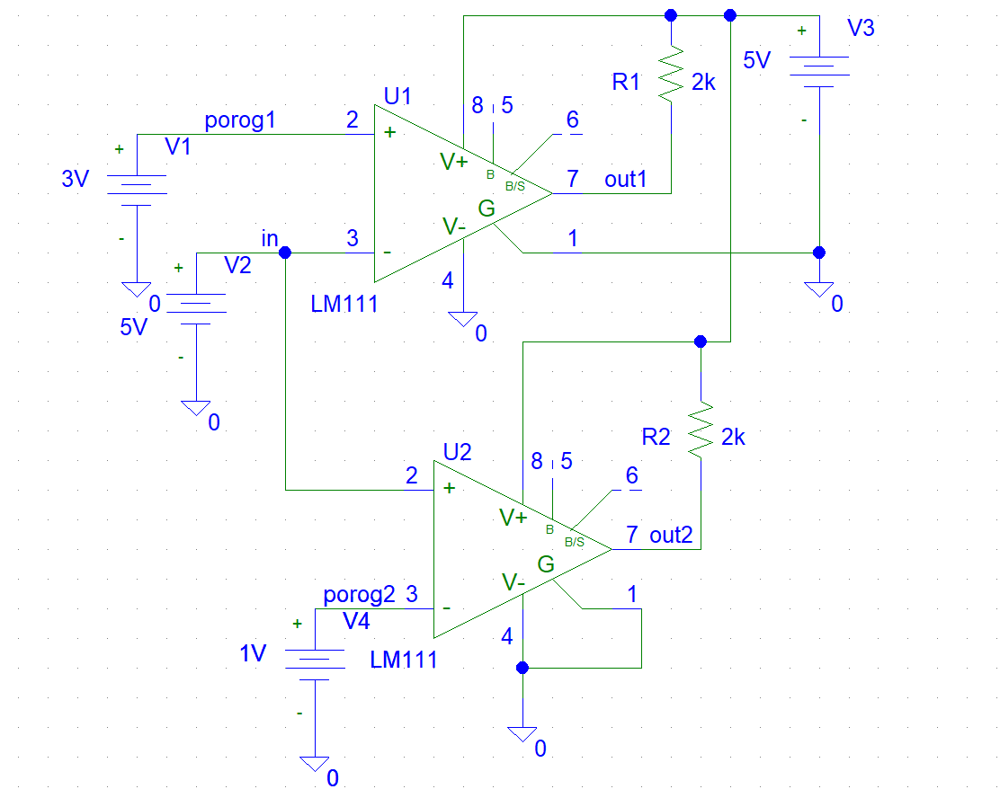 + V3
5V
R1 2k
-
U1
8 5
6
porog1 2
+
V+
B
B/S
+ V1
3V
7 out1
G
V-
- in 3 - 1
+ V2
4
0 LM111 0
5V
0
-
0
R2 2k
U2
8 5
2 6
+
V+
B
B/S
7 out2
G
V-
porog2 3 1
-
+ V4
4
1V LM111
-
0
0